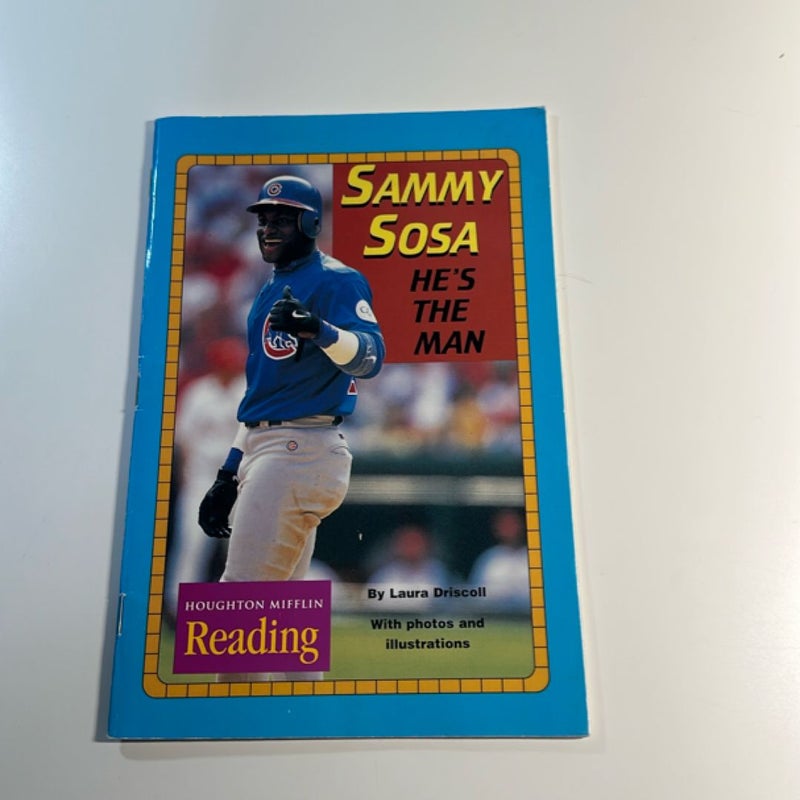 SAMMY
SOSA
HE'S
THE
MAN
HOUGHTON MIFFLIN
Reading
By Laura Driscoll
With photos and
illustrations